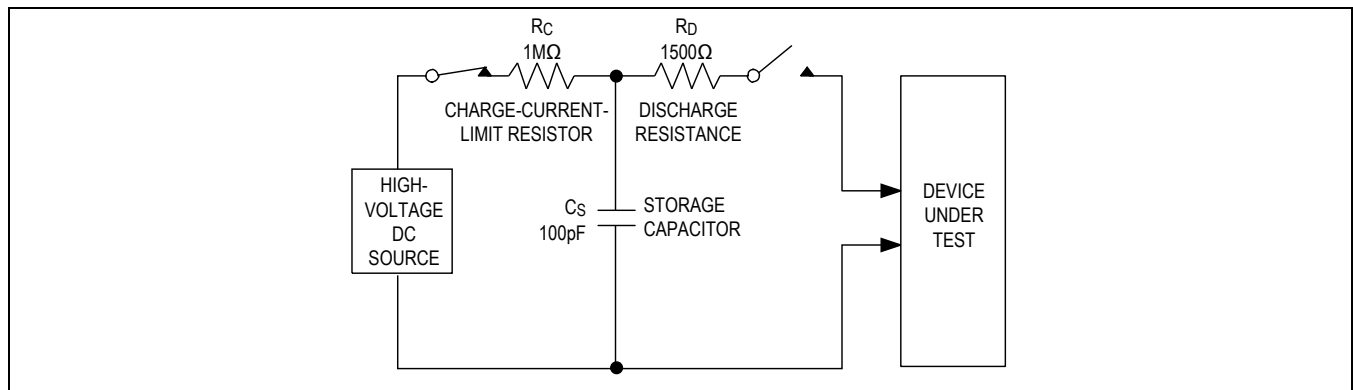 RC
1MΩ
CHARGE-CURRENT-
LIMIT RESISTOR
RD
1500Ω
DISCHARGE
RESISTANCE
HIGH-
VOLTAGE
DC
SOURCE
CS
100pF
STORAGE
CAPACITOR
DEVICE
UNDER
TEST